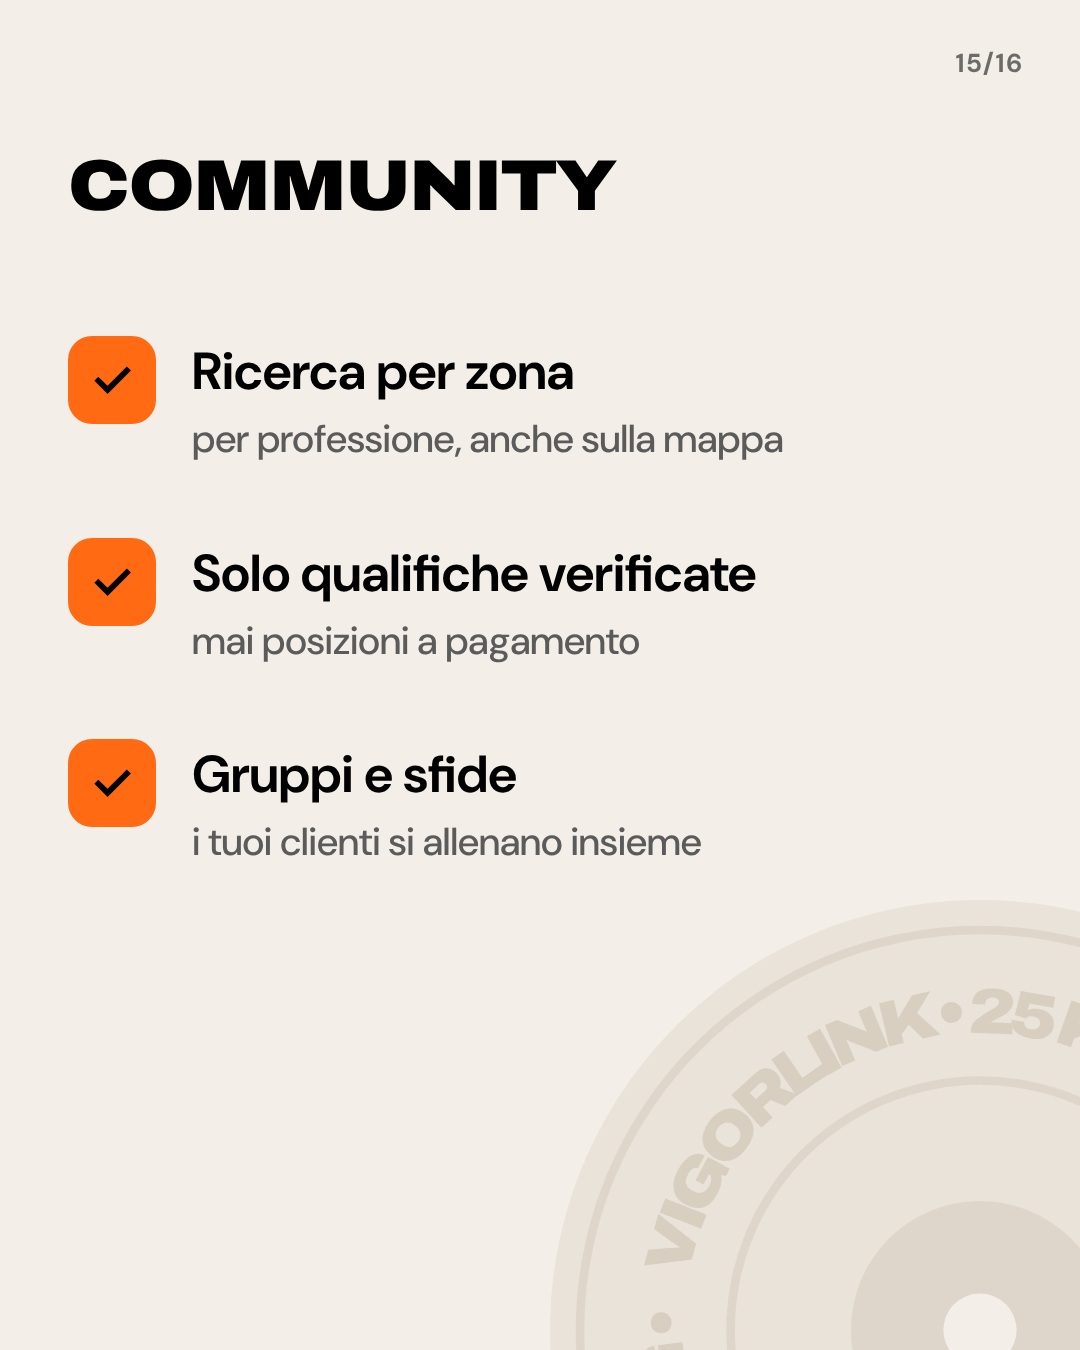 15/16
COMMUNITY
Ricerca per zona
per professione, anche sulla mappa
Solo qualifiche verificate
mai posizioni a pagamento
Gruppi e sfide
i tuoi clienti si allenano insieme
VIGORLINK • 25